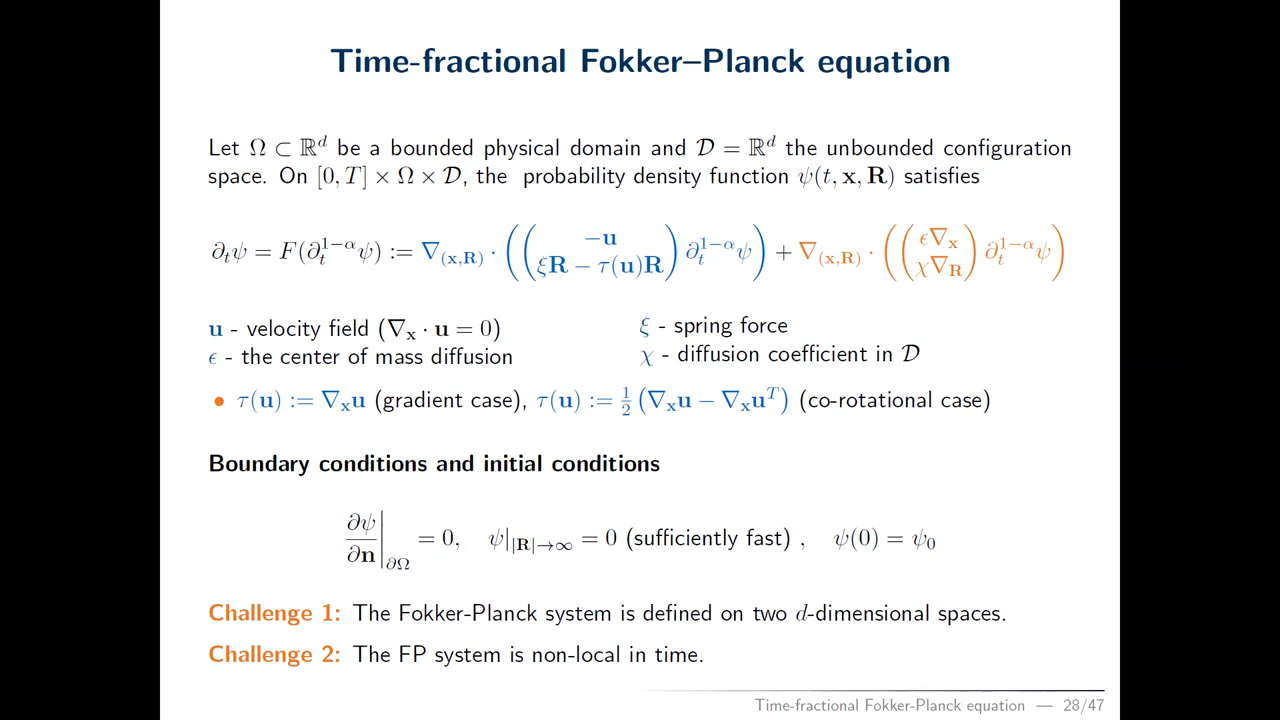 Time-fractional Fokker–Planck equation
Let Ω ⊂ ℝ^d be a bounded physical domain and 𝒟 = ℝ^d the unbounded configuration
space. On [0, T] × Ω × 𝒟, the probability density function ψ(t, x, R) satisfies
∂_tψ = F(∂_t^{1−α}ψ) := ∇_{(x,R)} · ( ( −u ; ξR − τ(u)R ) ∂_t^{1−α}ψ ) + ∇_{(x,R)} · ( ( ϵ∇_x ; χ∇_R ) ∂_t^{1−α}ψ )
u - velocity field (∇_x · u = 0)
ξ - spring force
ϵ - the center of mass diffusion
χ - diffusion coefficient in 𝒟
• τ(u) := ∇_x u (gradient case), τ(u) := 1/2 (∇_x u − ∇_x u^T) (co-rotational case)
Boundary conditions and initial conditions
∂ψ/∂n |_{∂Ω} = 0, ψ|_{|R|→∞} = 0 (sufficiently fast) , ψ(0) = ψ_0
Challenge 1: The Fokker-Planck system is defined on two d-dimensional spaces.
Challenge 2: The FP system is non-local in time.
Time-fractional Fokker-Planck equation — 28/47